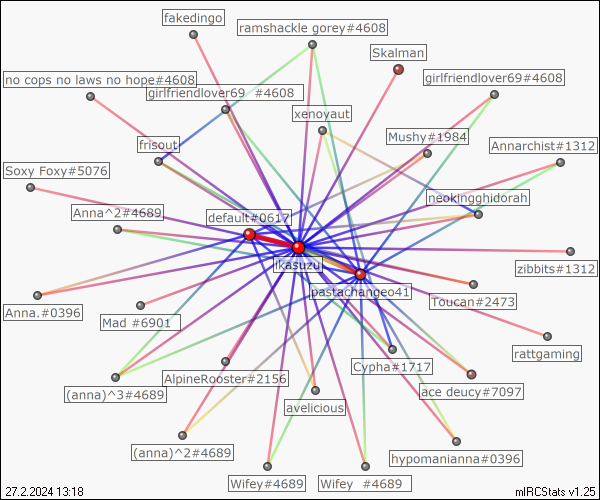 fakedingo
ramshackle gorey#4608
Skalman
no cops no laws no hope#4608
girlfriendlover69 #4608
girlfriendlover69#4608
xenoyaut
Mushy#1984
frisout
Annarchist#1312
Soxy Foxy#5076
neokingghidorah
Anna^2#4689
default#0617
iKasuzu
zibbits#1312
pastachangeo41
Toucan#2473
Anna.#0396
Mad #6901
rattgaming
Cypha#1717
AlpineRooster#2156
ace deucy#7097
(anna)^3#4689
avelicious
(anna)^2#4689
hypomanianna#0396
Wifey#4689
Wifey #4689
27.2.2024 13:18
mIRCStats v1.25